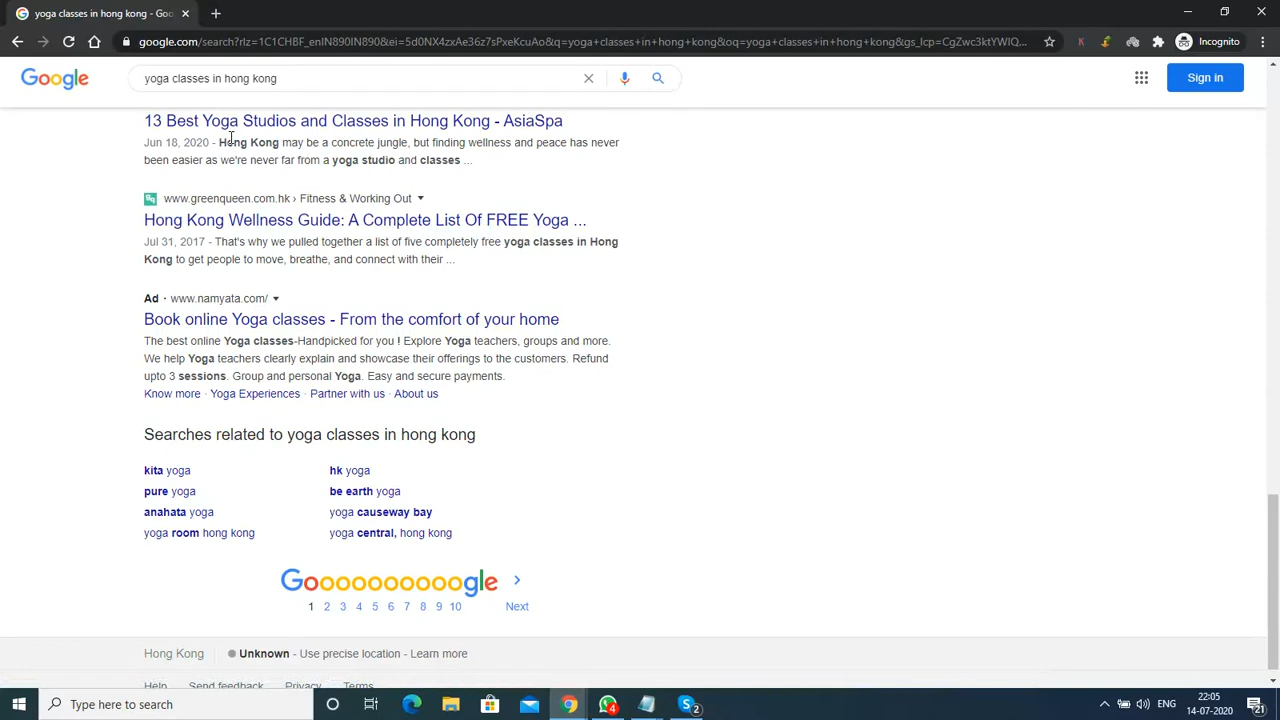 yoga classes in hong kong - Goo
google.com/search?rlz=1C1CHBF_enIN890IN890&ei=5d0NX4zxAe36z7sPxeKcuAo&q=yoga+classes+in+hong+kong&oq=yoga+classes+in+hong+kong&gs_lcp=CgZwc3ktYWIQ...
Incognito
Google
yoga classes in hong kong
Sign in
13 Best Yoga Studios and Classes in Hong Kong - AsiaSpa
Jun 18, 2020 - Hong Kong may be a concrete jungle, but finding wellness and peace has never
been easier as we're never far from a yoga studio and classes ...
gq www.greenqueen.com.hk › Fitness & Working Out
Hong Kong Wellness Guide: A Complete List Of FREE Yoga ...
Jul 31, 2017 - That's why we pulled together a list of five completely free yoga classes in Hong
Kong to get people to move, breathe, and connect with their ...
Ad · www.namyata.com/
Book online Yoga classes - From the comfort of your home
The best online Yoga classes-Handpicked for you ! Explore Yoga teachers, groups and more.
We help Yoga teachers clearly explain and showcase their offerings to the customers. Refund
upto 3 sessions. Group and personal Yoga. Easy and secure payments.
Know more · Yoga Experiences · Partner with us · About us
Searches related to yoga classes in hong kong
kita yoga
hk yoga
pure yoga
be earth yoga
anahata yoga
yoga causeway bay
yoga room hong kong
yoga central, hong kong
Goooooooooogle
1 2 3 4 5 6 7 8 9 10 Next
Hong Kong
Unknown - Use precise location - Learn more
Help Send feedback Privacy Terms
Type here to search
4
2
ENG
22:05
14-07-2020
21